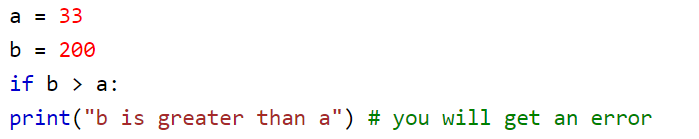 a = 33
b = 200
if b > a:
print("b is greater than a") # you will get an error